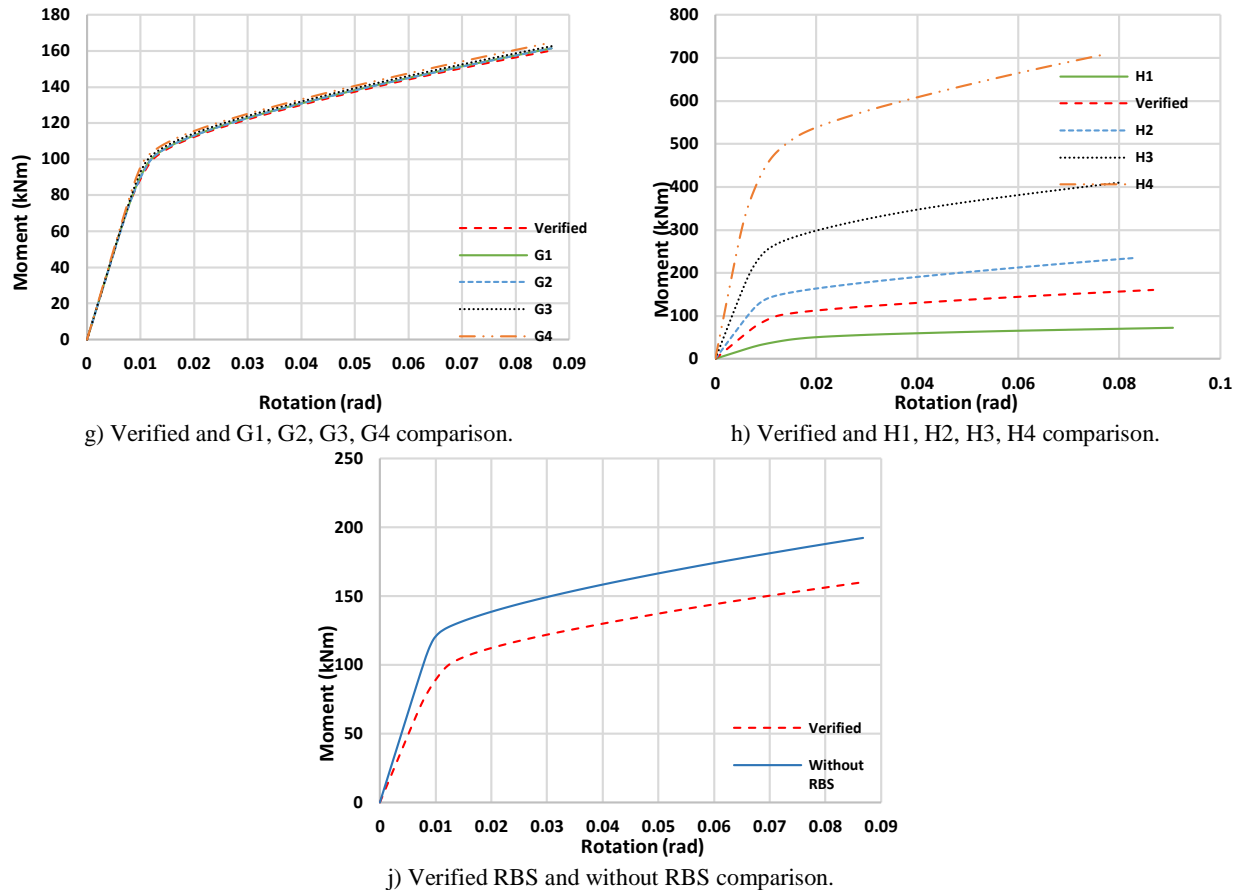 180
160
140
120
100
80
60
40
20
0
Moment (kNm)
Verified
G1
G2
G3
G4
0 0.01 0.02 0.03 0.04 0.05 0.06 0.07 0.08 0.09
Rotation (rad)
g) Verified and G1, G2, G3, G4 comparison.
800
700
600
500
400
300
200
100
0
Moment (kNm)
H1
Verified
H2
H3
H4
0 0.02 0.04 0.06 0.08 0.1
Rotation (rad)
h) Verified and H1, H2, H3, H4 comparison.
250
200
150
100
50
0
Moment (kNm)
Verified
Without
RBS
0 0.01 0.02 0.03 0.04 0.05 0.06 0.07 0.08 0.09
Rotation (rad)
j) Verified RBS and without RBS comparison.